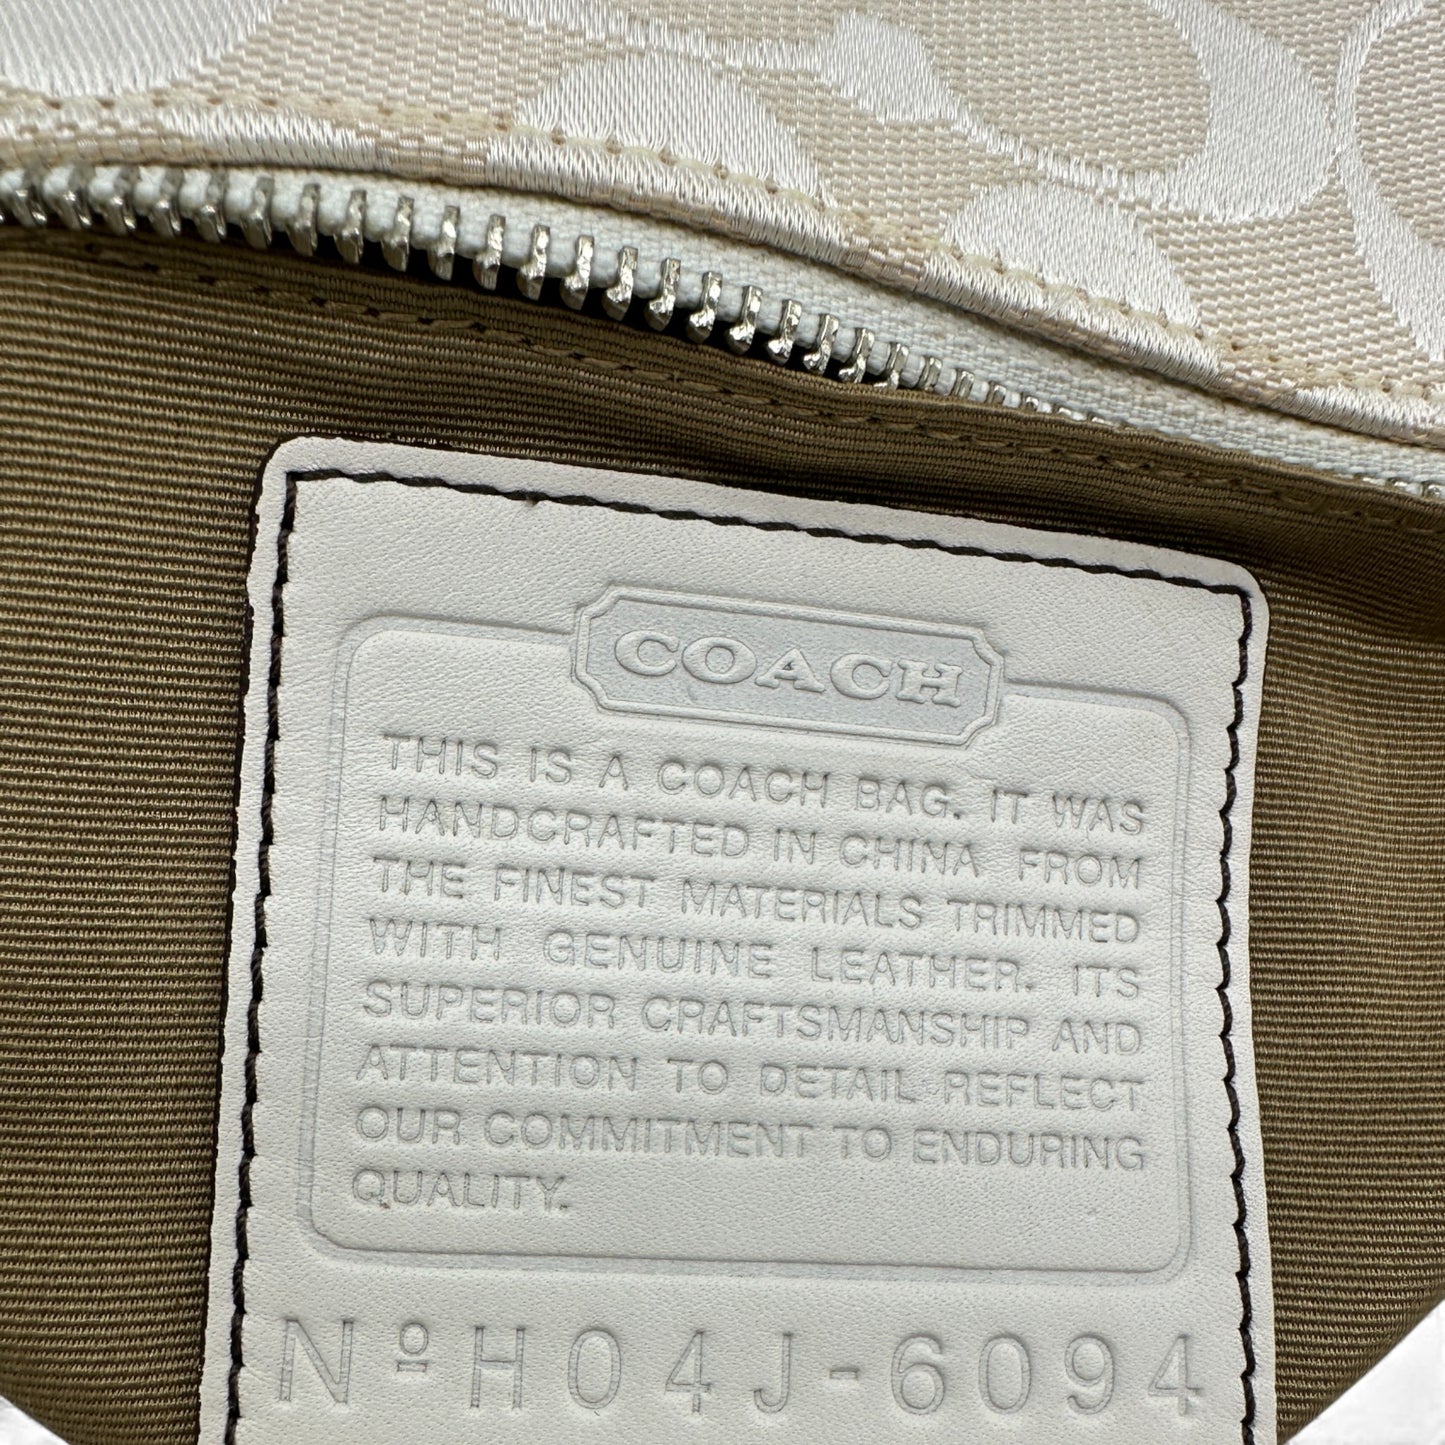 COACH
THIS IS A COACH BAG. IT WAS
HANDCRAFTED IN CHINA FROM
THE FINEST MATERIALS TRIMMED
WITH GENUINE LEATHER. ITS
SUPERIOR CRAFTSMANSHIP AND
ATTENTION TO DETAIL REFLECT
OUR COMMITMENT TO ENDURING
QUALITY.
Nº H04J-6094